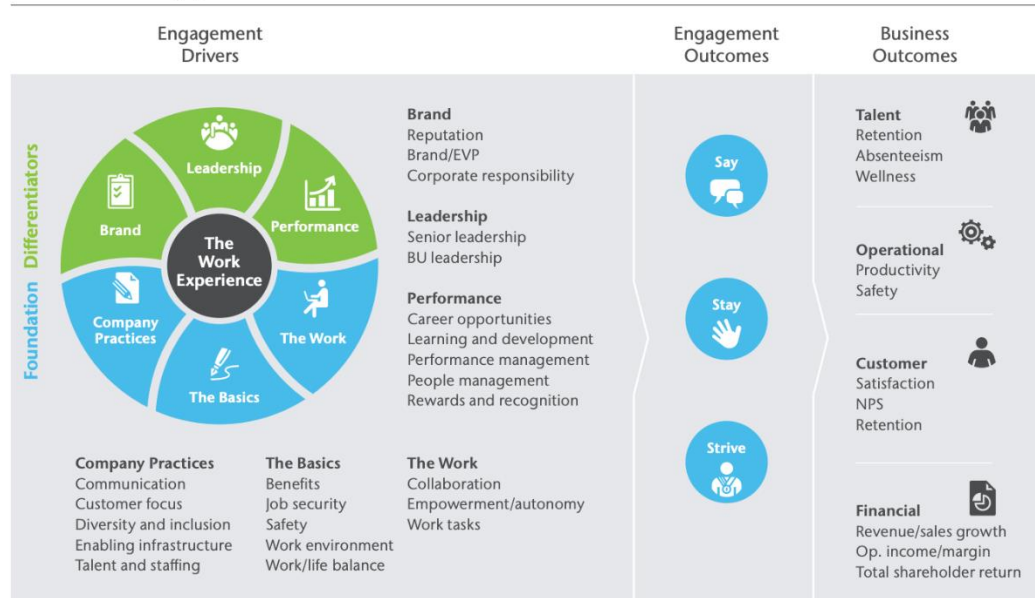 Engagement
Drivers
Engagement
Outcomes
Business
Outcomes
Foundation Differentiators
Leadership
Brand
Performance
The
Work
Experience
Company
Practices
The Work
The Basics
Brand
Reputation
Brand/EVP
Corporate responsibility
Leadership
Senior leadership
BU leadership
Performance
Career opportunities
Learning and development
Performance management
People management
Rewards and recognition
Company Practices
Communication
Customer focus
Diversity and inclusion
Enabling infrastructure
Talent and staffing
The Basics
Benefits
Job security
Safety
Work environment
Work/life balance
The Work
Collaboration
Empowerment/autonomy
Work tasks
Say
Stay
Strive
Talent
Retention
Absenteeism
Wellness
Operational
Productivity
Safety
Customer
Satisfaction
NPS
Retention
Financial
Revenue/sales growth
Op. income/margin
Total shareholder return